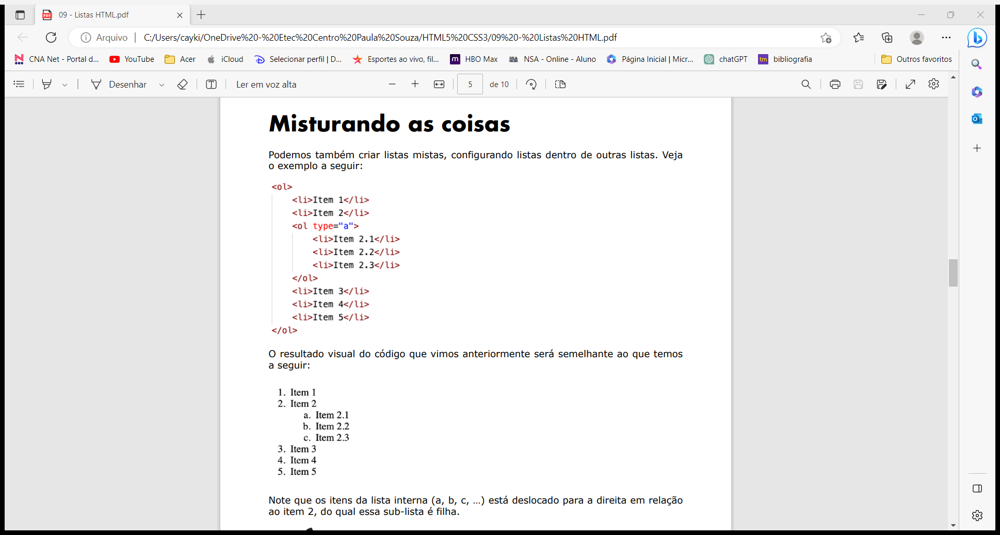 09 - Listas HTML.pdf
Arquivo
C:/Users/cayki/OneDrive%20-%20Etec%20Centro%20Paula%20Souza/HTML5%20CSS3/09%20-%20Listas%20HTML.pdf
CNA Net - Portal d... YouTube Acer iCloud Selecionar perfil | D... Esportes ao vivo, fil... HBO Max NSA - Online - Aluno Página Inicial | Micr... chatGPT tm bibliografia Outros favoritos
Desenhar Ler em voz alta 5 de 10
Misturando as coisas
Podemos também criar listas mistas, configurando listas dentro de outras listas. Veja
o exemplo a seguir:
<ol>
<li>Item 1</li>
<li>Item 2</li>
<ol type="a">
<li>Item 2.1</li>
<li>Item 2.2</li>
<li>Item 2.3</li>
</ol>
<li>Item 3</li>
<li>Item 4</li>
<li>Item 5</li>
</ol>
O resultado visual do código que vimos anteriormente será semelhante ao que temos
a seguir:
1. Item 1
2. Item 2
a. Item 2.1
b. Item 2.2
c. Item 2.3
3. Item 3
4. Item 4
5. Item 5
Note que os itens da lista interna (a, b, c, …) está deslocado para a direita em relação
ao item 2, do qual essa sub-lista é filha.